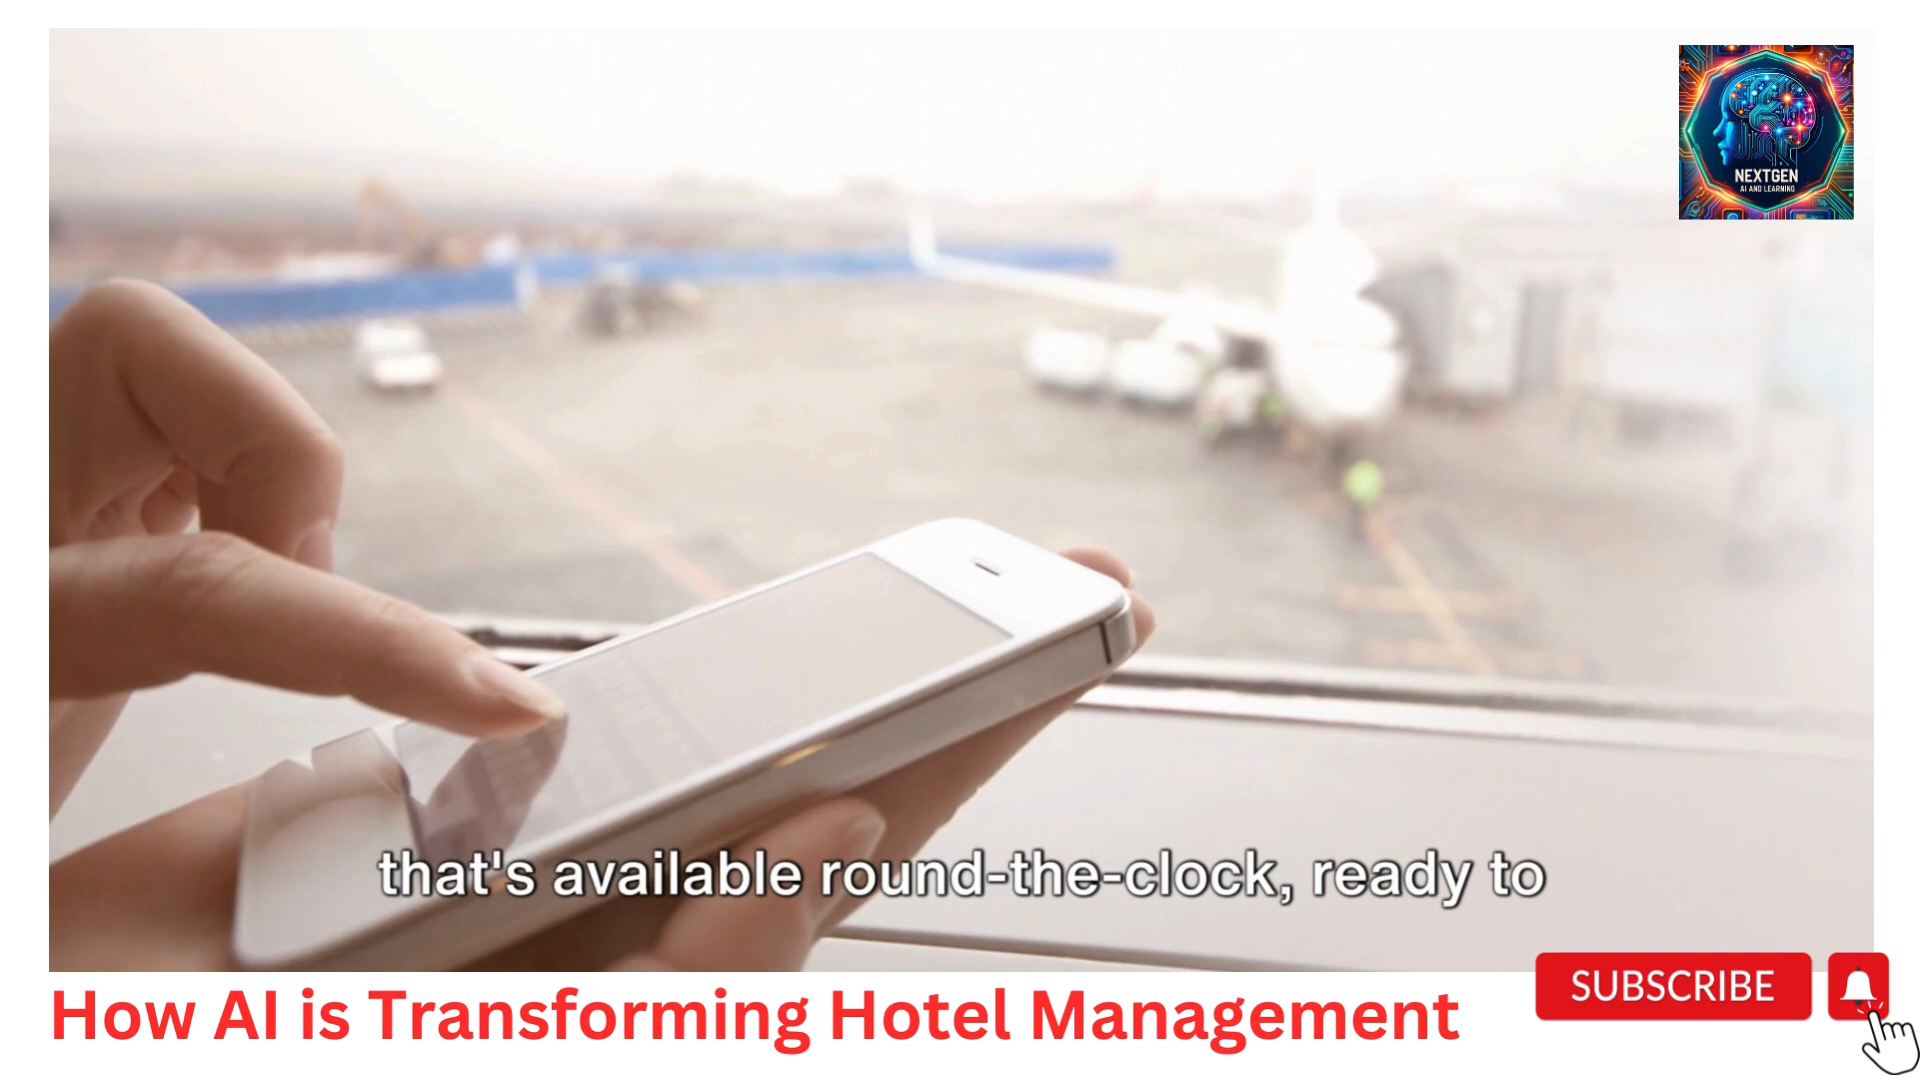 NEXTGEN
AI AND LEARNING
that's available round-the-clock, ready to
SUBSCRIBE
How AI is Transforming Hotel Management